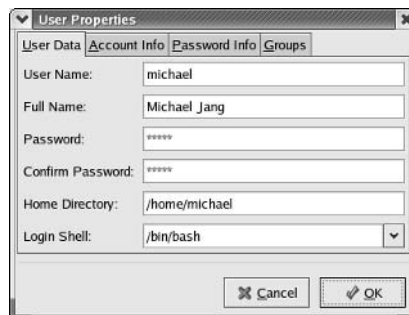 User Properties
User Data Account Info Password Info Groups
User Name: michael
Full Name: Michael Jang
Password: *****
Confirm Password: *****
Home Directory: /home/michael
Login Shell: /bin/bash
Cancel OK